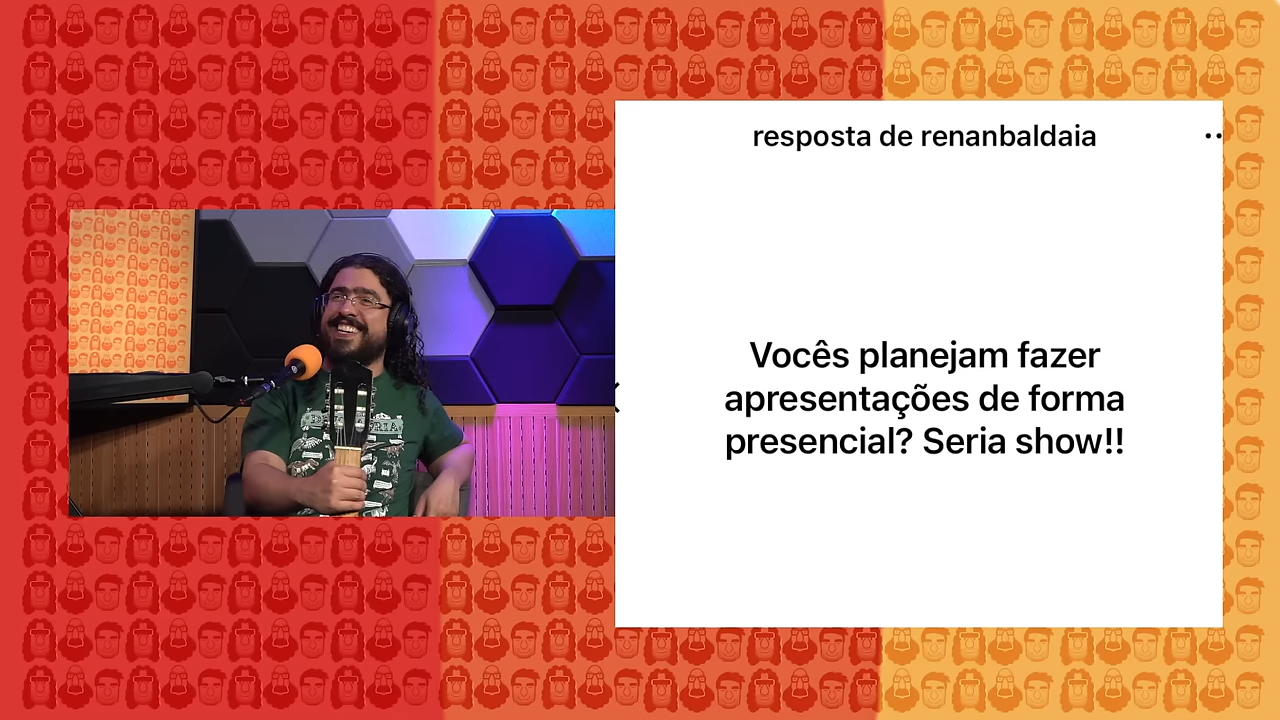 resposta de renanbaldaia
Vocês planejam fazer
apresentações de forma
presencial? Seria show!!